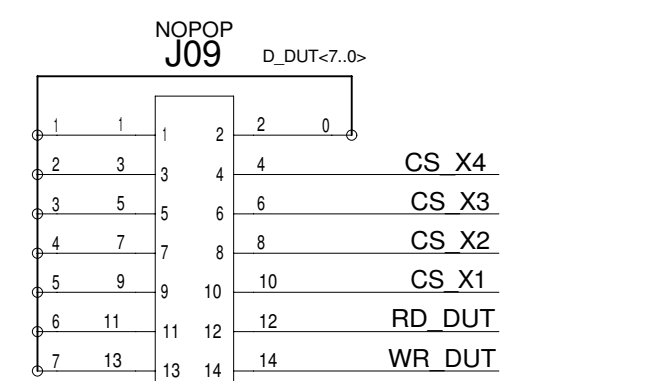 NOPOP
J09 D_DUT<7..0>
1 1 1 2 2 0
2 3 3 4 4 CS_X4
3 5 5 6 6 CS_X3
4 7 7 8 8 CS_X2
5 9 9 10 10 CS_X1
6 11 11 12 12 RD_DUT
7 13 13 14 14 WR_DUT